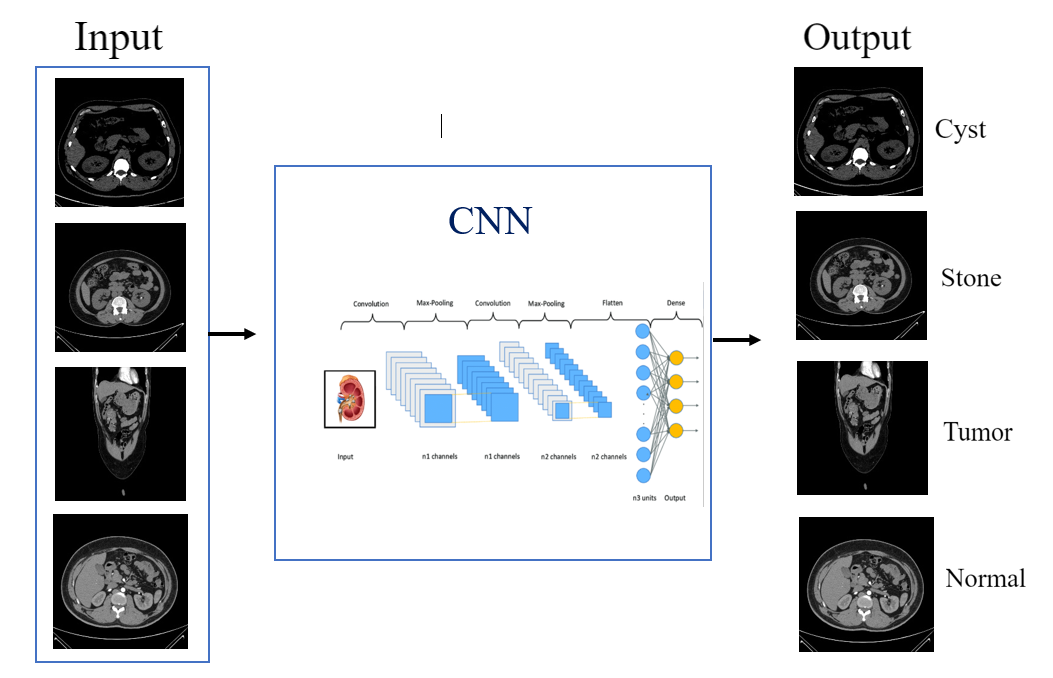 Input
Output
Cyst
CNN
Stone
Convolution
Max-Pooling
Convolution
Max-Pooling
Flatten
Dense
Tumor
Input
n1 channels
n1 channels
n2 channels
n2 channels
n3 units
Output
Normal